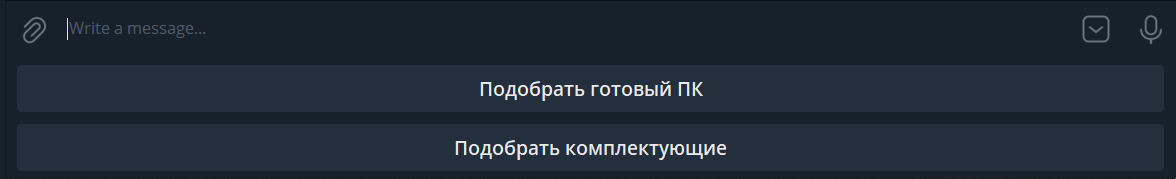 Write a message...
Подобрать готовый ПК
Подобрать комплектующие